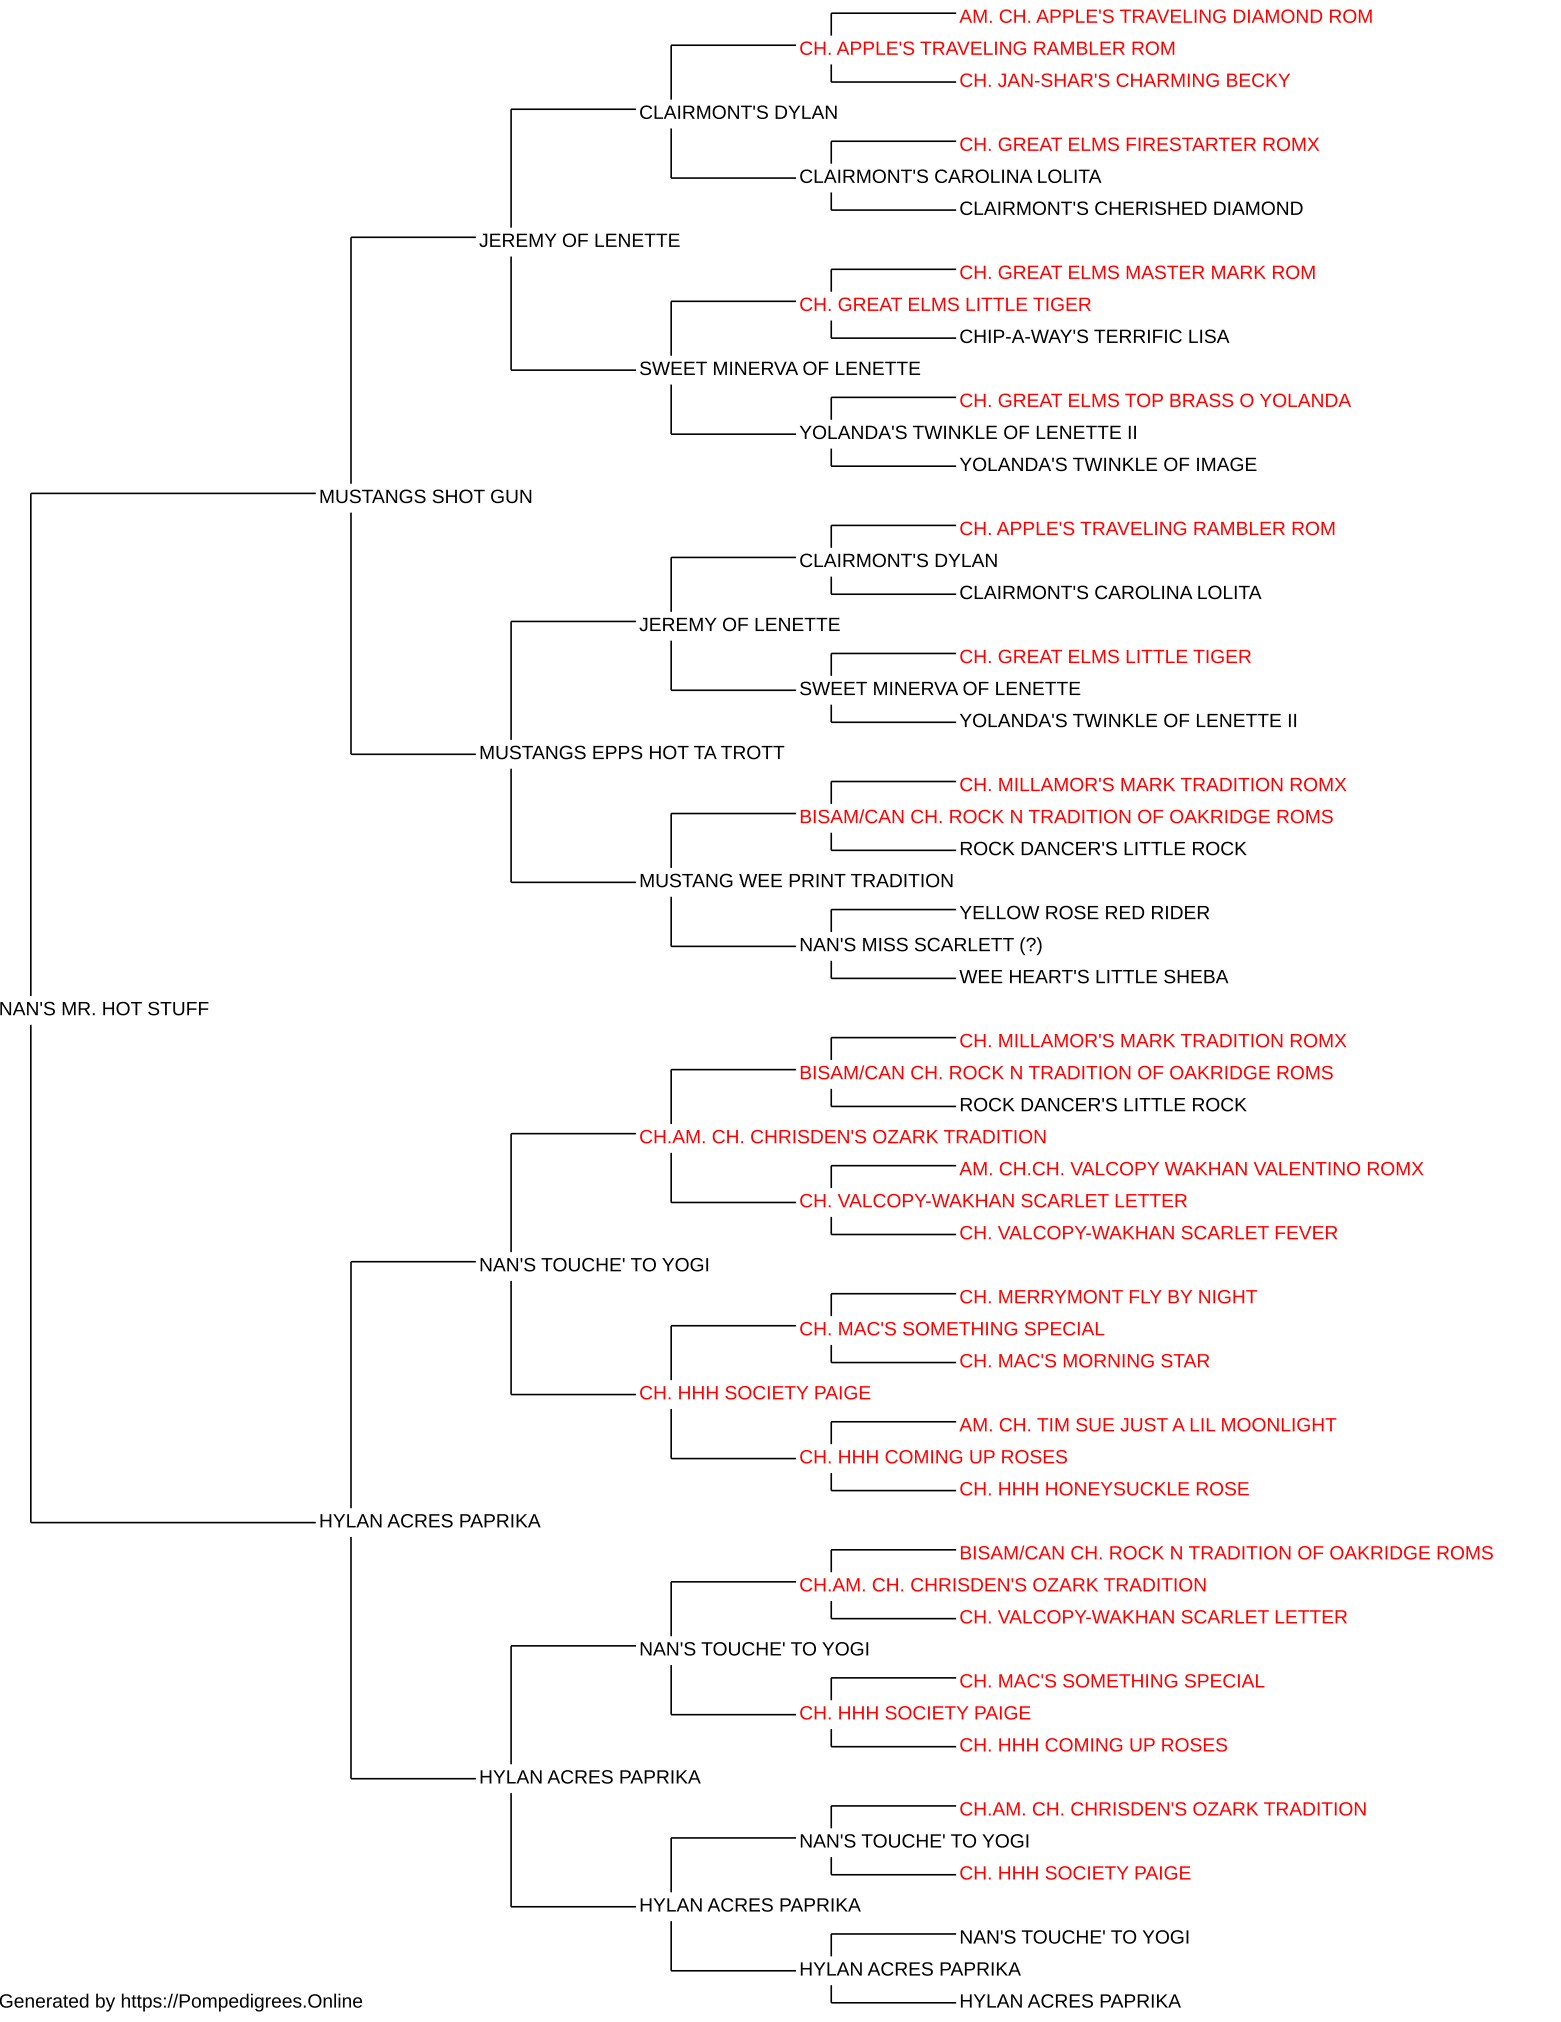 AM. CH. APPLE'S TRAVELING DIAMOND ROM
CH. APPLE'S TRAVELING RAMBLER ROM
CH. JAN-SHAR'S CHARMING BECKY
CLAIRMONT'S DYLAN
CH. GREAT ELMS FIRESTARTER ROMX
CLAIRMONT'S CAROLINA LOLITA
CLAIRMONT'S CHERISHED DIAMOND
JEREMY OF LENETTE
CH. GREAT ELMS MASTER MARK ROM
CH. GREAT ELMS LITTLE TIGER
CHIP-A-WAY'S TERRIFIC LISA
SWEET MINERVA OF LENETTE
CH. GREAT ELMS TOP BRASS O YOLANDA
YOLANDA'S TWINKLE OF LENETTE II
YOLANDA'S TWINKLE OF IMAGE
MUSTANGS SHOT GUN
CH. APPLE'S TRAVELING RAMBLER ROM
CLAIRMONT'S DYLAN
CLAIRMONT'S CAROLINA LOLITA
JEREMY OF LENETTE
CH. GREAT ELMS LITTLE TIGER
SWEET MINERVA OF LENETTE
YOLANDA'S TWINKLE OF LENETTE II
MUSTANGS EPPS HOT TA TROTT
CH. MILLAMOR'S MARK TRADITION ROMX
BISAM/CAN CH. ROCK N TRADITION OF OAKRIDGE ROMS
ROCK DANCER'S LITTLE ROCK
MUSTANG WEE PRINT TRADITION
YELLOW ROSE RED RIDER
NAN'S MISS SCARLETT (?)
WEE HEART'S LITTLE SHEBA
NAN'S MR. HOT STUFF
CH. MILLAMOR'S MARK TRADITION ROMX
BISAM/CAN CH. ROCK N TRADITION OF OAKRIDGE ROMS
ROCK DANCER'S LITTLE ROCK
CH.AM. CH. CHRISDEN'S OZARK TRADITION
AM. CH.CH. VALCOPY WAKHAN VALENTINO ROMX
CH. VALCOPY-WAKHAN SCARLET LETTER
CH. VALCOPY-WAKHAN SCARLET FEVER
NAN'S TOUCHE' TO YOGI
CH. MERRYMONT FLY BY NIGHT
CH. MAC'S SOMETHING SPECIAL
CH. MAC'S MORNING STAR
CH. HHH SOCIETY PAIGE
AM. CH. TIM SUE JUST A LIL MOONLIGHT
CH. HHH COMING UP ROSES
CH. HHH HONEYSUCKLE ROSE
HYLAN ACRES PAPRIKA
BISAM/CAN CH. ROCK N TRADITION OF OAKRIDGE ROMS
CH.AM. CH. CHRISDEN'S OZARK TRADITION
CH. VALCOPY-WAKHAN SCARLET LETTER
NAN'S TOUCHE' TO YOGI
CH. MAC'S SOMETHING SPECIAL
CH. HHH SOCIETY PAIGE
CH. HHH COMING UP ROSES
HYLAN ACRES PAPRIKA
CH.AM. CH. CHRISDEN'S OZARK TRADITION
NAN'S TOUCHE' TO YOGI
CH. HHH SOCIETY PAIGE
HYLAN ACRES PAPRIKA
NAN'S TOUCHE' TO YOGI
HYLAN ACRES PAPRIKA
HYLAN ACRES PAPRIKA
Generated by https://Pompedigrees.Online